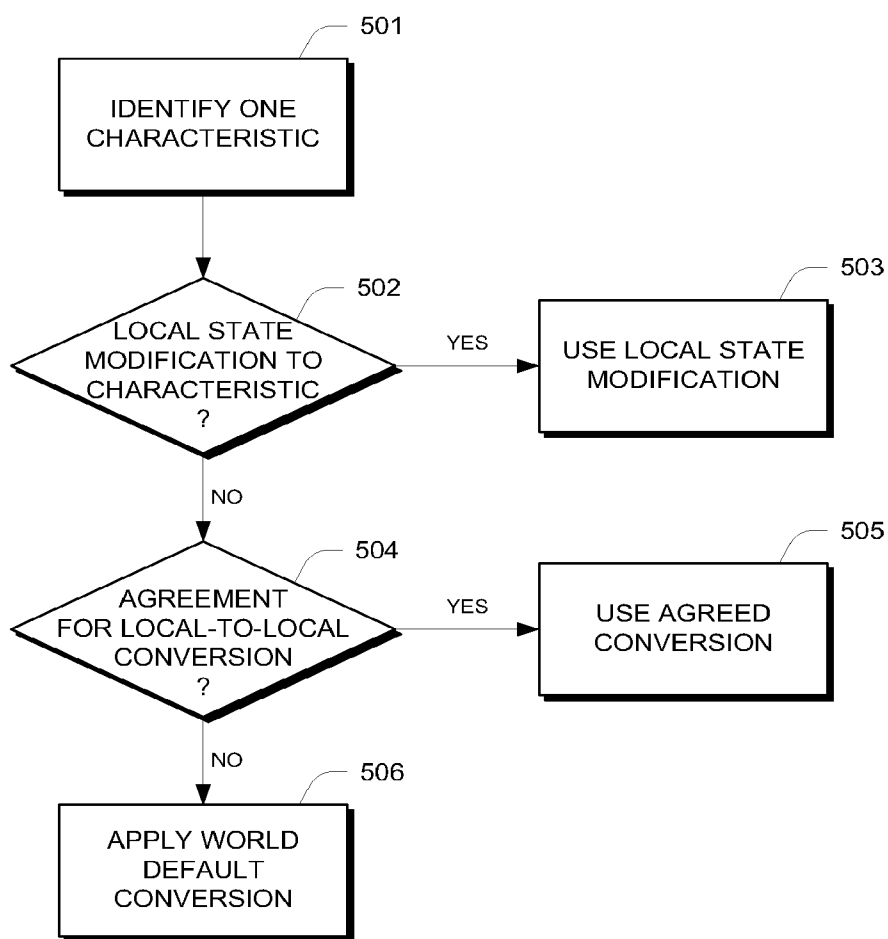 501
IDENTIFY ONE
CHARACTERISTIC
502
LOCAL STATE
MODIFICATION TO
CHARACTERISTIC
?
YES
503
USE LOCAL STATE
MODIFICATION
NO
504
AGREEMENT
FOR LOCAL-TO-LOCAL
CONVERSION
?
YES
505
USE AGREED
CONVERSION
NO
506
APPLY WORLD
DEFAULT
CONVERSION